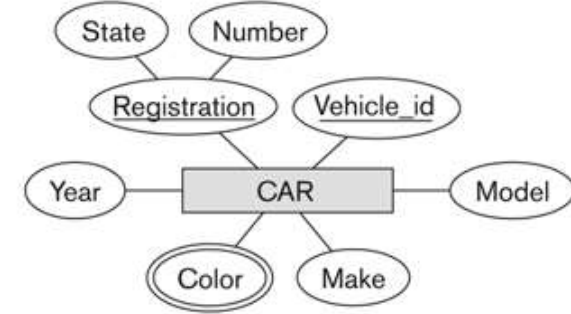 State
Number
Registration
Vehicle_id
Year
CAR
Model
Color
Make